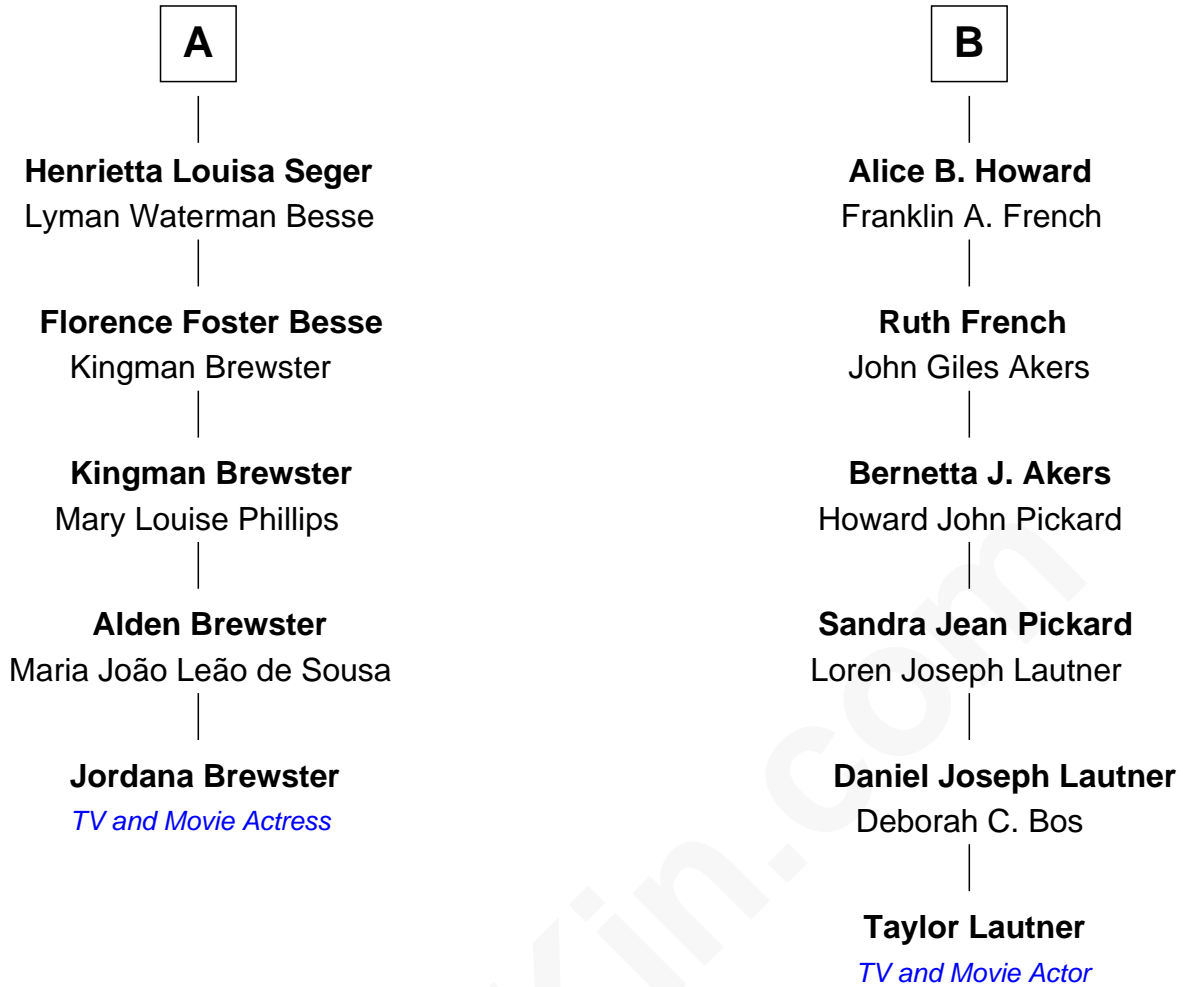 A
Henrietta Louisa Seger
Lyman Waterman Besse
Florence Foster Besse
Kingman Brewster
Kingman Brewster
Mary Louise Phillips
Alden Brewster
Maria João Leão de Sousa
Jordana Brewster
TV and Movie Actress
B
Alice B. Howard
Franklin A. French
Ruth French
John Giles Akers
Bernetta J. Akers
Howard John Pickard
Sandra Jean Pickard
Loren Joseph Lautner
Daniel Joseph Lautner
Deborah C. Bos
Taylor Lautner
TV and Movie Actor
Kin.com